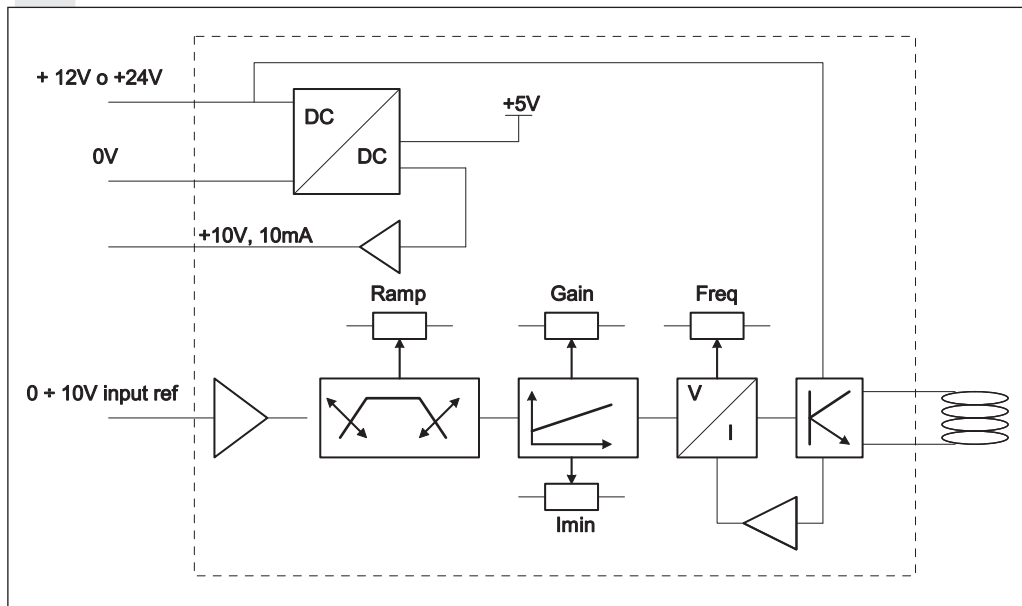 + 12V o +24V
DC
DC
+5V
0V
+10V, 10mA
Ramp
Gain
Freq
0 ÷ 10V input ref
V
I
Imin